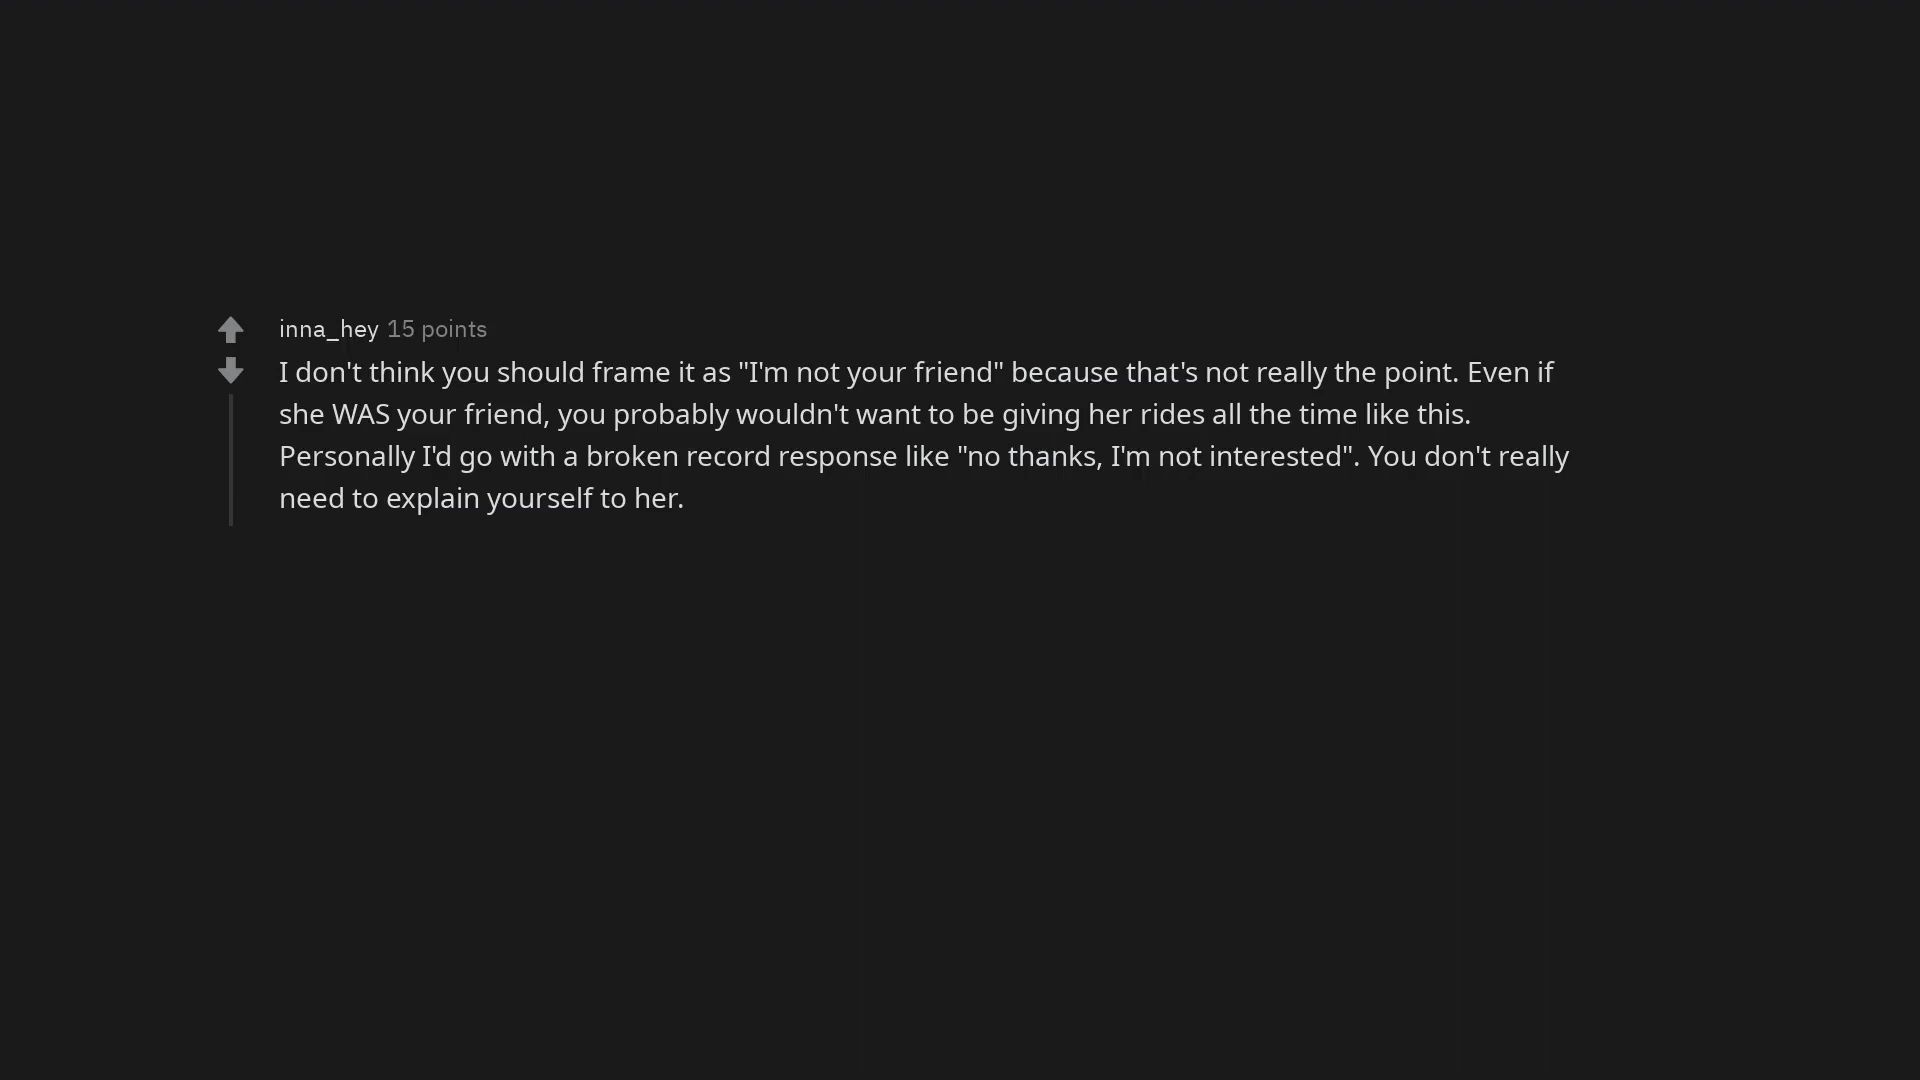 inna_hey 15 points
I don't think you should frame it as "I'm not your friend" because that's not really the point. Even if
she WAS your friend, you probably wouldn't want to be giving her rides all the time like this.
Personally I'd go with a broken record response like "no thanks, I'm not interested". You don't really
need to explain yourself to her.